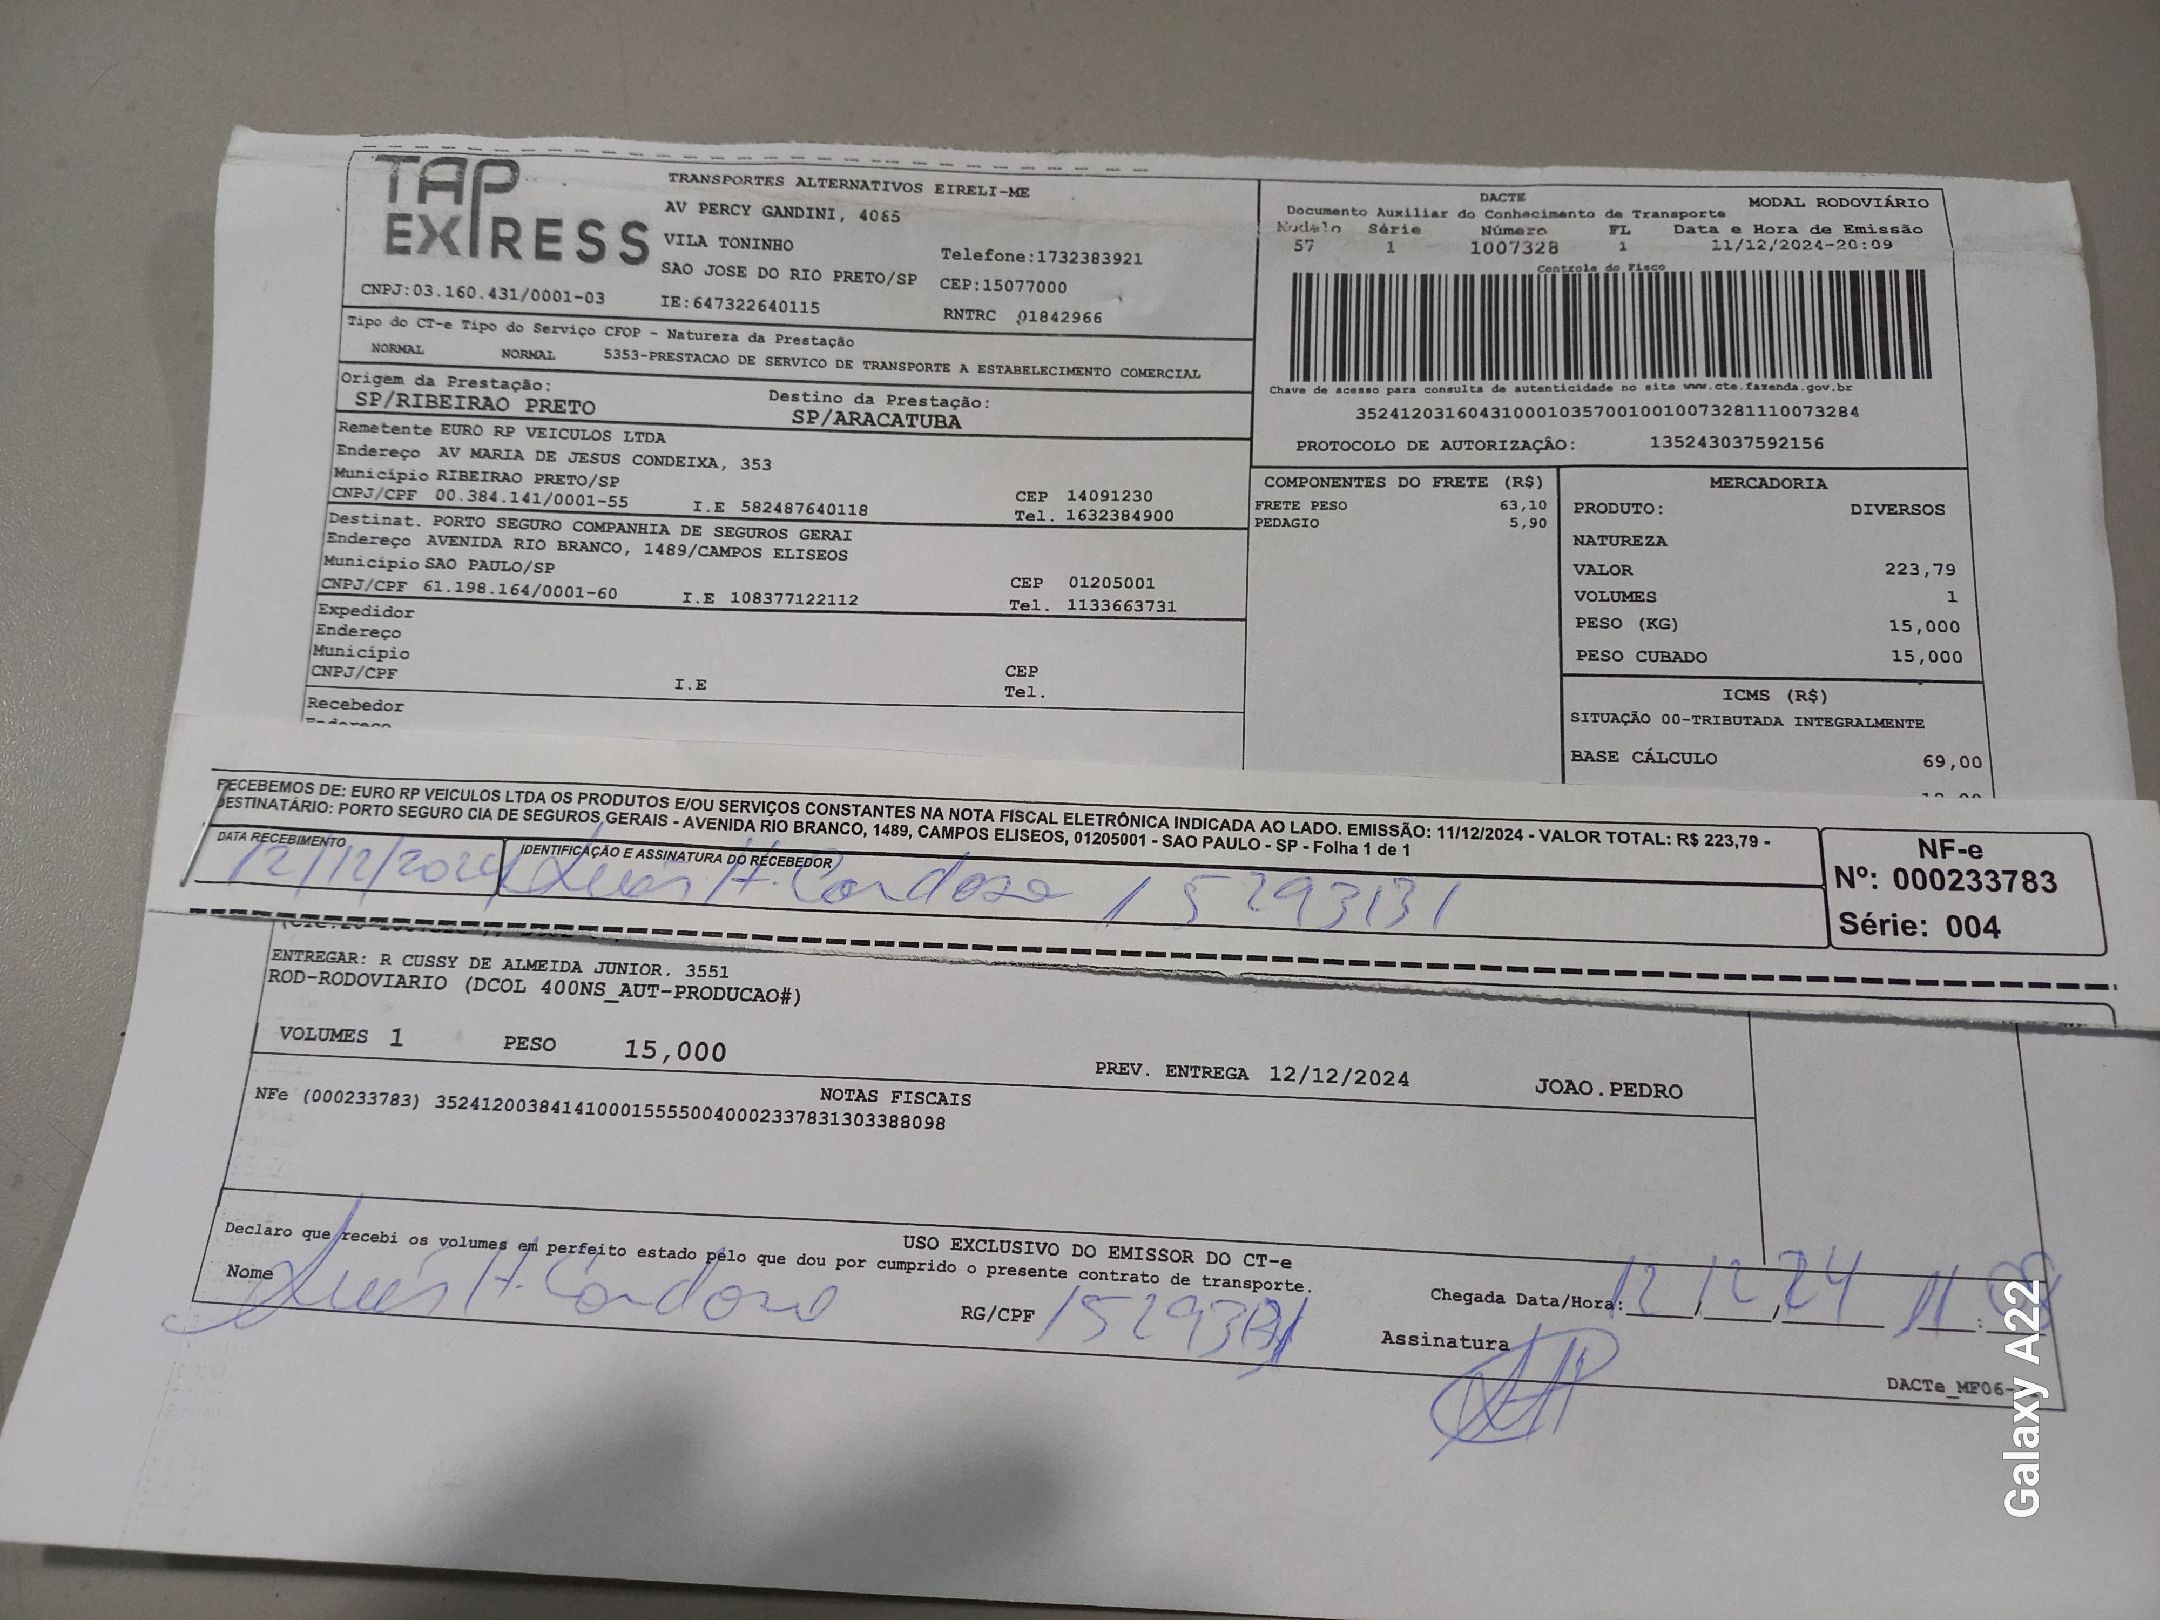 TAP
EXPRESS
TRANSPORTES ALTERNATIVOS EIRELI-ME
AV PERCY GANDINI, 4065
VILA TONINHO
Telefone:1732383921
SAO JOSE DO RIO PRETO/SP CEP:15077000
CNPJ:03.160.431/0001-03 IE:647322640115 RNTRC 01842966
Tipo do CT-e Tipo do Serviço CFOP - Natureza da Prestação
NORMAL NORMAL 5353-PRESTACAO DE SERVICO DE TRANSPORTE A ESTABELECIMENTO COMERCIAL
Origem da Prestação: Destino da Prestação:
SP/RIBEIRAO PRETO SP/ARACATUBA
Remetente EURO RP VEICULOS LTDA
Endereço AV MARIA DE JESUS CONDEIXA, 353
Município RIBEIRAO PRETO/SP CEP 14091230
CNPJ/CPF 00.384.141/0001-55 I.E 582487640118 Tel. 1632384900
Destinat. PORTO SEGURO COMPANHIA DE SEGUROS GERAI
Endereço AVENIDA RIO BRANCO, 1489/CAMPOS ELISEOS
Município SAO PAULO/SP CEP 01205001
CNPJ/CPF 61.198.164/0001-60 I.E 108377122112 Tel. 1133663731
Expedidor
Endereço
Município CEP
CNPJ/CPF I.E Tel.
Recebedor
Endereço
DACTE MODAL RODOVIÁRIO
Documento Auxiliar do Conhecimento de Transporte
Modelo Série Número FL Data e Hora de Emissão
57 1 1007328 1 11/12/2024-20:09
Controle do Fisco
Chave de acesso para consulta de autenticidade no site www.cte.fazenda.gov.br
35241203160431000103570010010073281110073284
PROTOCOLO DE AUTORIZAÇÂO: 135243037592156
COMPONENTES DO FRETE (R$)
FRETE PESO 63,10
PEDAGIO 5,90
MERCADORIA
PRODUTO: DIVERSOS
NATUREZA
VALOR 223,79
VOLUMES 1
PESO (KG) 15,000
PESO CUBADO 15,000
ICMS (R$)
SITUAÇÃO 00-TRIBUTADA INTEGRALMENTE
BASE CÁLCULO 69,00
RECEBEMOS DE: EURO RP VEICULOS LTDA OS PRODUTOS E/OU SERVIÇOS CONSTANTES NA NOTA FISCAL ELETRÔNICA INDICADA AO LADO. EMISSÃO: 11/12/2024 - VALOR TOTAL: R$ 223,79 -
DESTINATÁRIO: PORTO SEGURO CIA DE SEGUROS GERAIS - AVENIDA RIO BRANCO, 1489, CAMPOS ELISEOS, 01205001 - SAO PAULO - SP - Folha 1 de 1
DATA RECEBIMENTO IDENTIFICAÇÃO E ASSINATURA DO RECEBEDOR
12/12/2024 Luis H. Cardoso 15293131
NF-e
Nº: 000233783
Série: 004
ENTREGAR: R CUSSY DE ALMEIDA JUNIOR. 3551
ROD-RODOVIARIO (DCOL 400NS_AUT-PRODUCAO#)
VOLUMES 1 PESO 15,000 PREV. ENTREGA 12/12/2024 JOAO.PEDRO
NOTAS FISCAIS
NFe (000233783) 35241200384141000155550040002337831303388098
USO EXCLUSIVO DO EMISSOR DO CT-e
Declaro que recebi os volumes em perfeito estado pelo que dou por cumprido o presente contrato de transporte.
Nome Luis H. Cardoso RG/CPF Chegada Data/Hora: 12/12/24
Assinatura
DACTe_MF06-
Galaxy A22